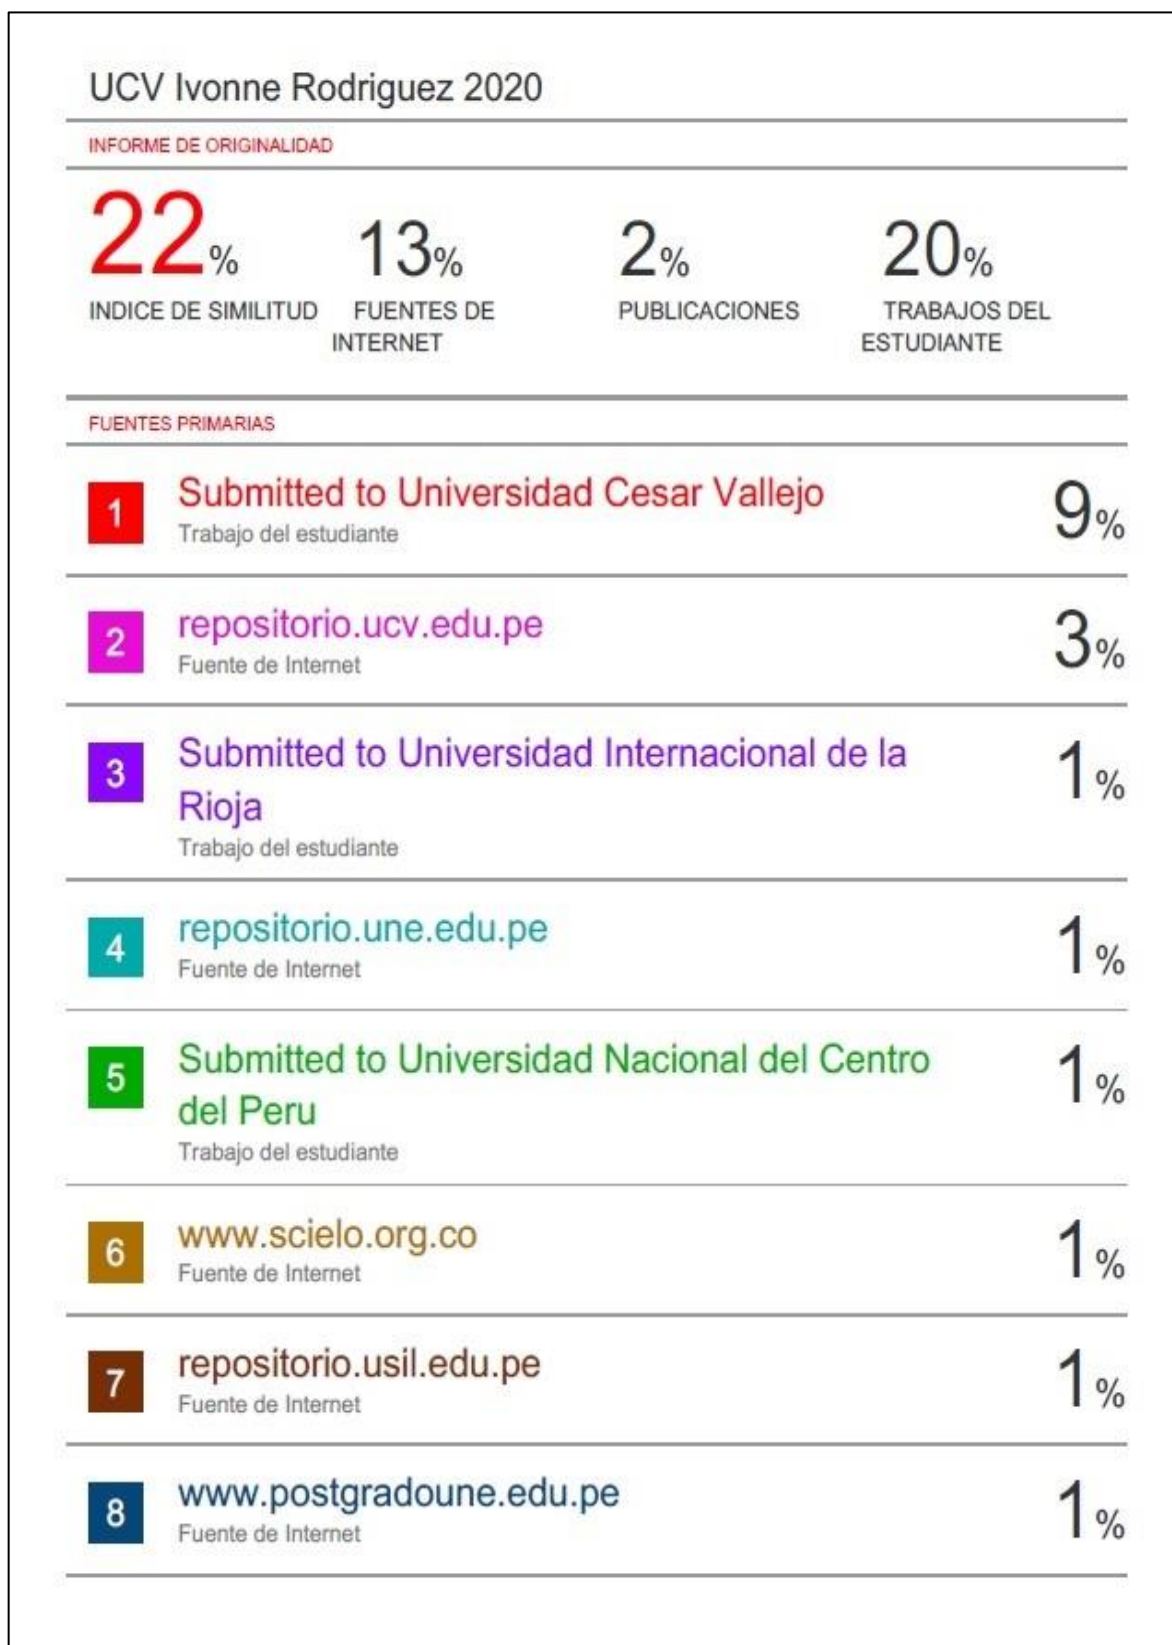 UCV Ivonne Rodriguez 2020
INFORME DE ORIGINALIDAD
22%
INDICE DE SIMILITUD
13%
FUENTES DE
INTERNET
2%
PUBLICACIONES
20%
TRABAJOS DEL
ESTUDIANTE
FUENTES PRIMARIAS
1 Submitted to Universidad Cesar Vallejo 9%
Trabajo del estudiante
2 repositorio.ucv.edu.pe 3%
Fuente de Internet
3 Submitted to Universidad Internacional de la 1%
Rioja
Trabajo del estudiante
4 repositorio.une.edu.pe 1%
Fuente de Internet
5 Submitted to Universidad Nacional del Centro 1%
del Peru
Trabajo del estudiante
6 www.scielo.org.co 1%
Fuente de Internet
7 repositorio.usil.edu.pe 1%
Fuente de Internet
8 www.postgradoune.edu.pe 1%
Fuente de Internet